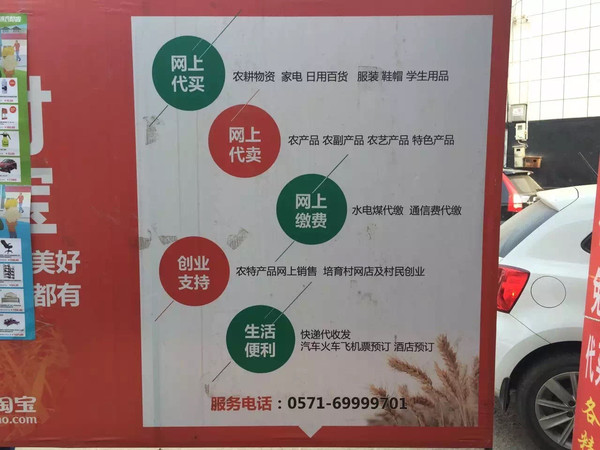 网上
代买
农耕物资 家电 日用百货 服装 鞋帽 学生用品
网上
代卖
农产品 农副产品 农艺产品 特色产品
网上
缴费
水电煤代缴 通信费代缴
创业
支持
农特产品网上销售 培育村网店及村民创业
生活
便利
快递代收发
汽车火车飞机票预订 酒店预订
服务电话：0571-69999701
美好
都有
淘宝
o.com
代卖
各